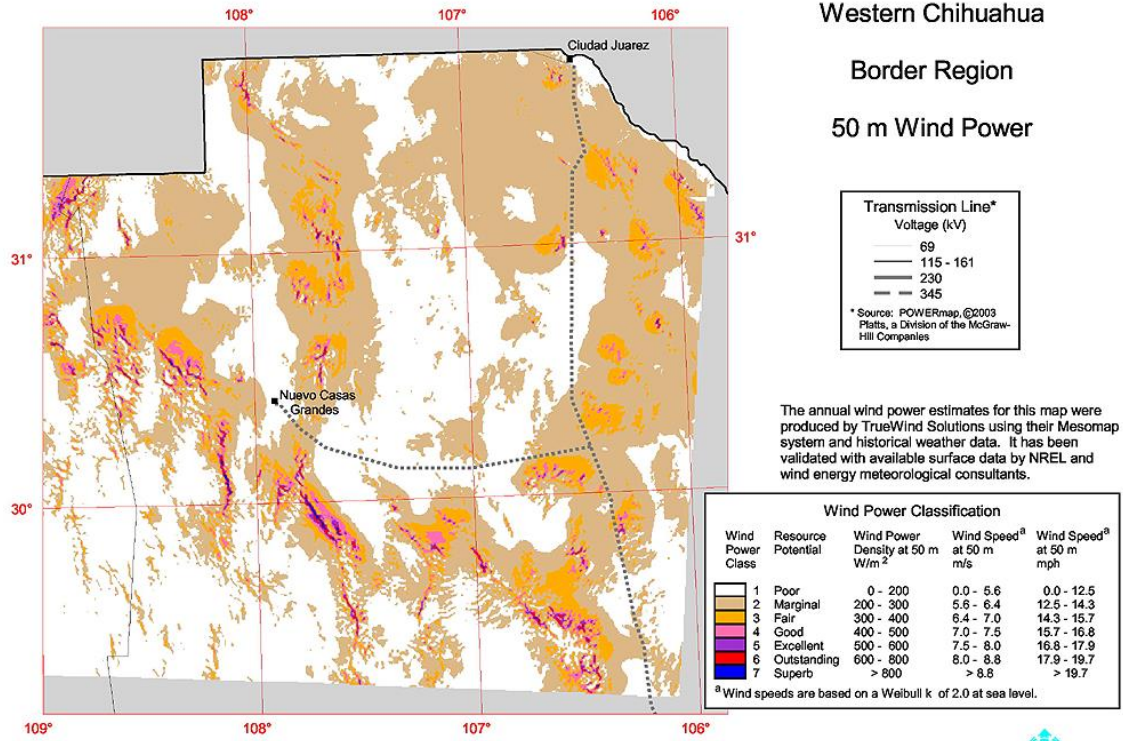 108°
107°
106°
Western Chihuahua
Border Region
50 m Wind Power
Ciudad Juarez
Transmission Line*
Voltage (kV)
69
115 - 161
230
345
* Source: POWERmap, ©2003
Platts, a Division of the McGraw-
Hill Companies
31°
31°
Nuevo Casas
Grandes
The annual wind power estimates for this map were
produced by TrueWind Solutions using their Mesomap
system and historical weather data. It has been
validated with available surface data by NREL and
wind energy meteorological consultants.
30°
Wind Power Classification
Wind Resource Wind Power Wind Speed a Wind Speed a
Power Potential Density at 50 m at 50 m at 50 m
Class W/m 2 m/s mph
1 Poor 0 - 200 0.0 - 5.6 0.0 - 12.5
2 Marginal 200 - 300 5.6 - 6.4 12.5 - 14.3
3 Fair 300 - 400 6.4 - 7.0 14.3 - 15.7
4 Good 400 - 500 7.0 - 7.5 15.7 - 16.8
5 Excellent 500 - 600 7.5 - 8.0 16.8 - 17.9
6 Outstanding 600 - 800 8.0 - 8.8 17.9 - 19.7
7 Superb > 800 > 8.8 > 19.7
a Wind speeds are based on a Weibull k of 2.0 at sea level.
109°
108°
107°
106°